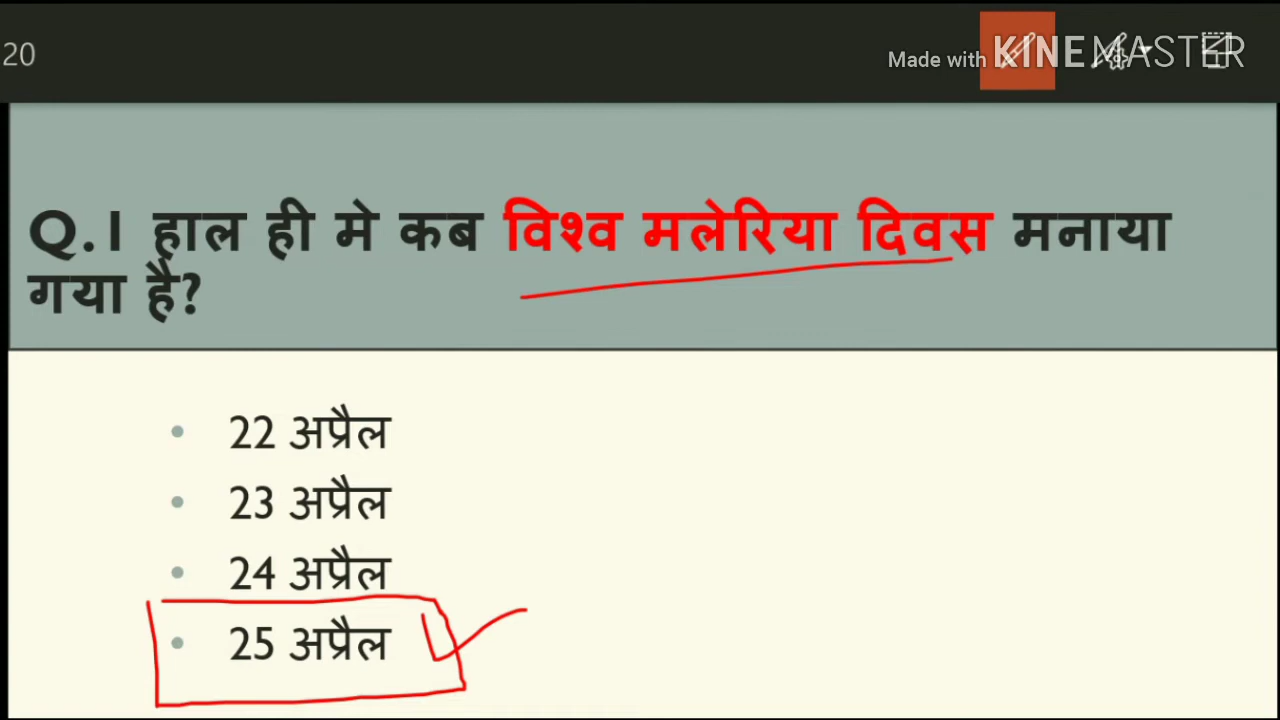 20
Made with KINEMASTER
Q.1 हाल ही मे कब विश्व मलेरिया दिवस मनाया
गया है?
• 22 अप्रैल
• 23 अप्रैल
• 24 अप्रैल
• 25 अप्रैल